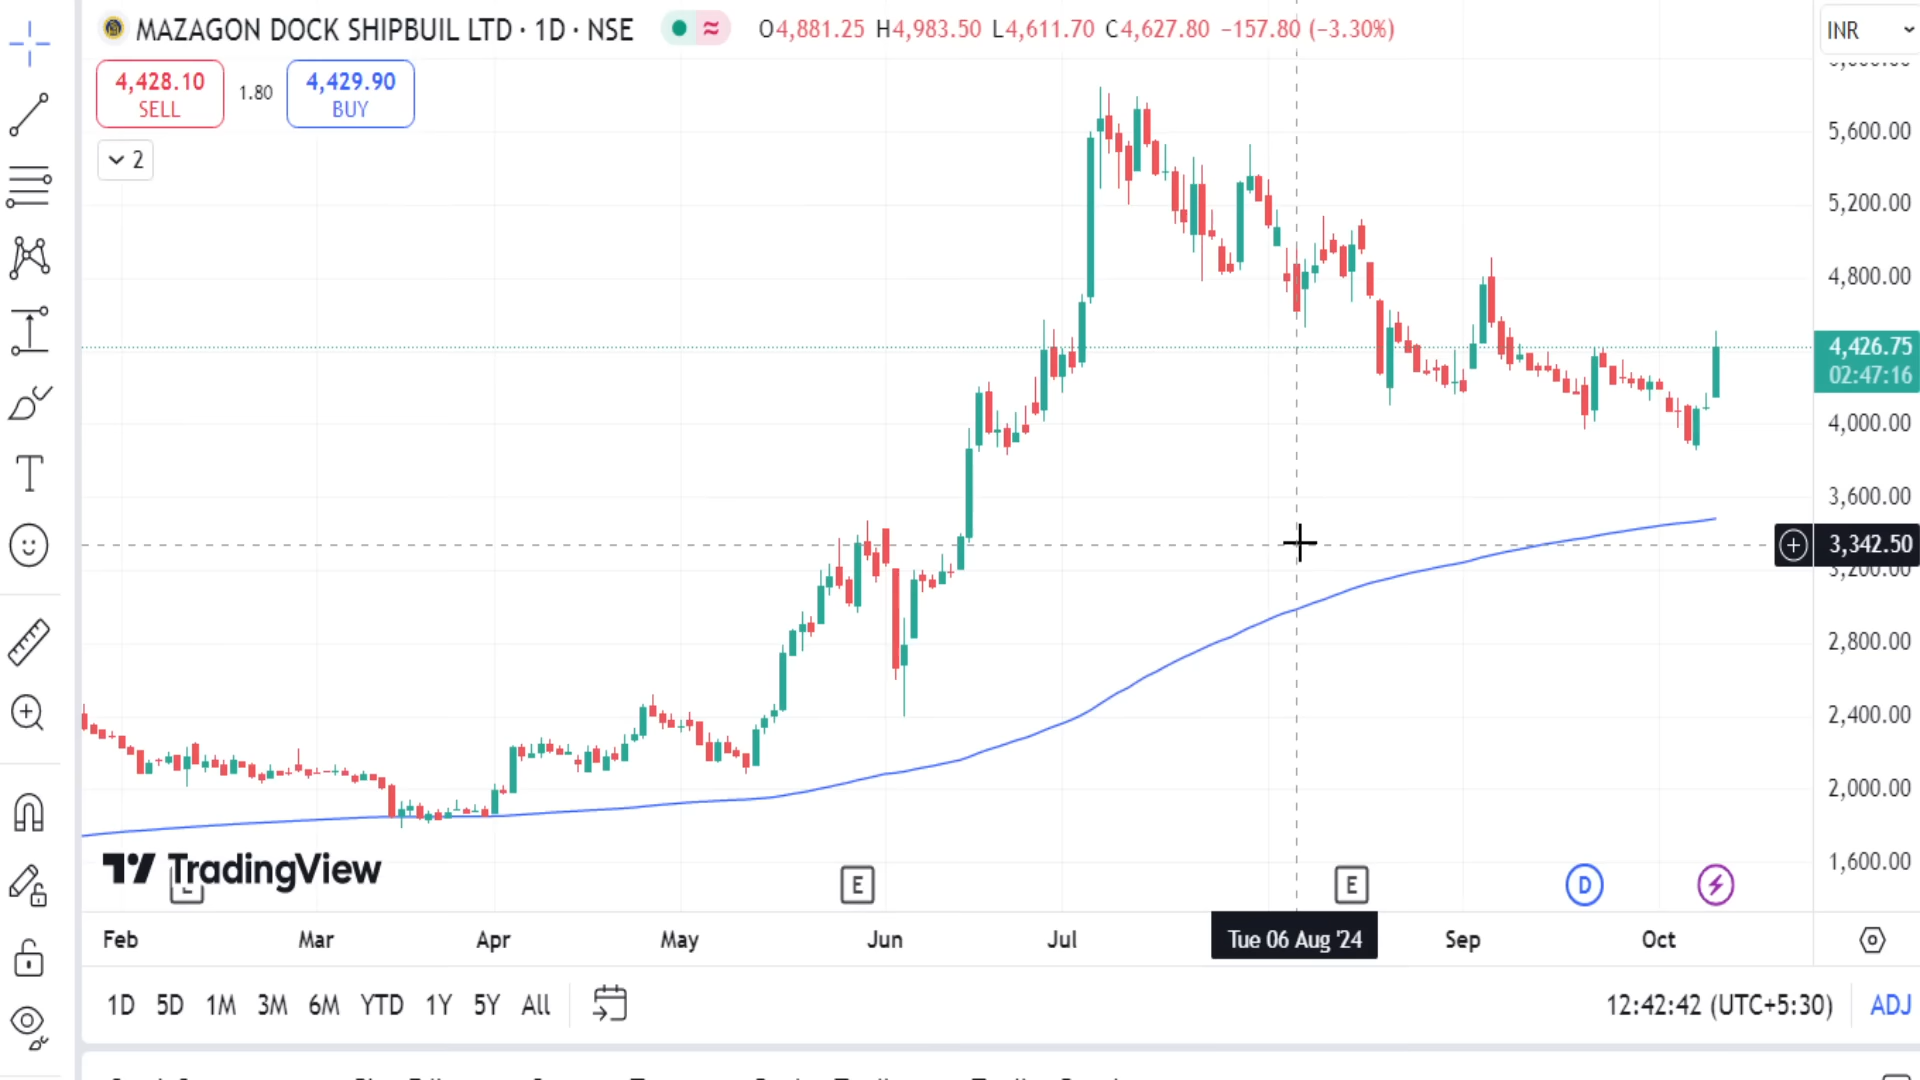 MAZAGON DOCK SHIPBUIL LTD · 1D · NSE
O4,881.25 H4,983.50 L4,611.70 C4,627.80 −157.80 (−3.30%)
INR
4,428.10
SELL
1.80
4,429.90
BUY
2
5,600.00
5,200.00
4,800.00
4,426.75
02:47:16
4,000.00
3,600.00
3,342.50
3,200.00
2,800.00
2,400.00
2,000.00
1,600.00
TradingView
E
E
D
Feb
Mar
Apr
May
Jun
Jul
Tue 06 Aug '24
Sep
Oct
1D 5D 1M 3M 6M YTD 1Y 5Y All
12:42:42 (UTC+5:30)
ADJ